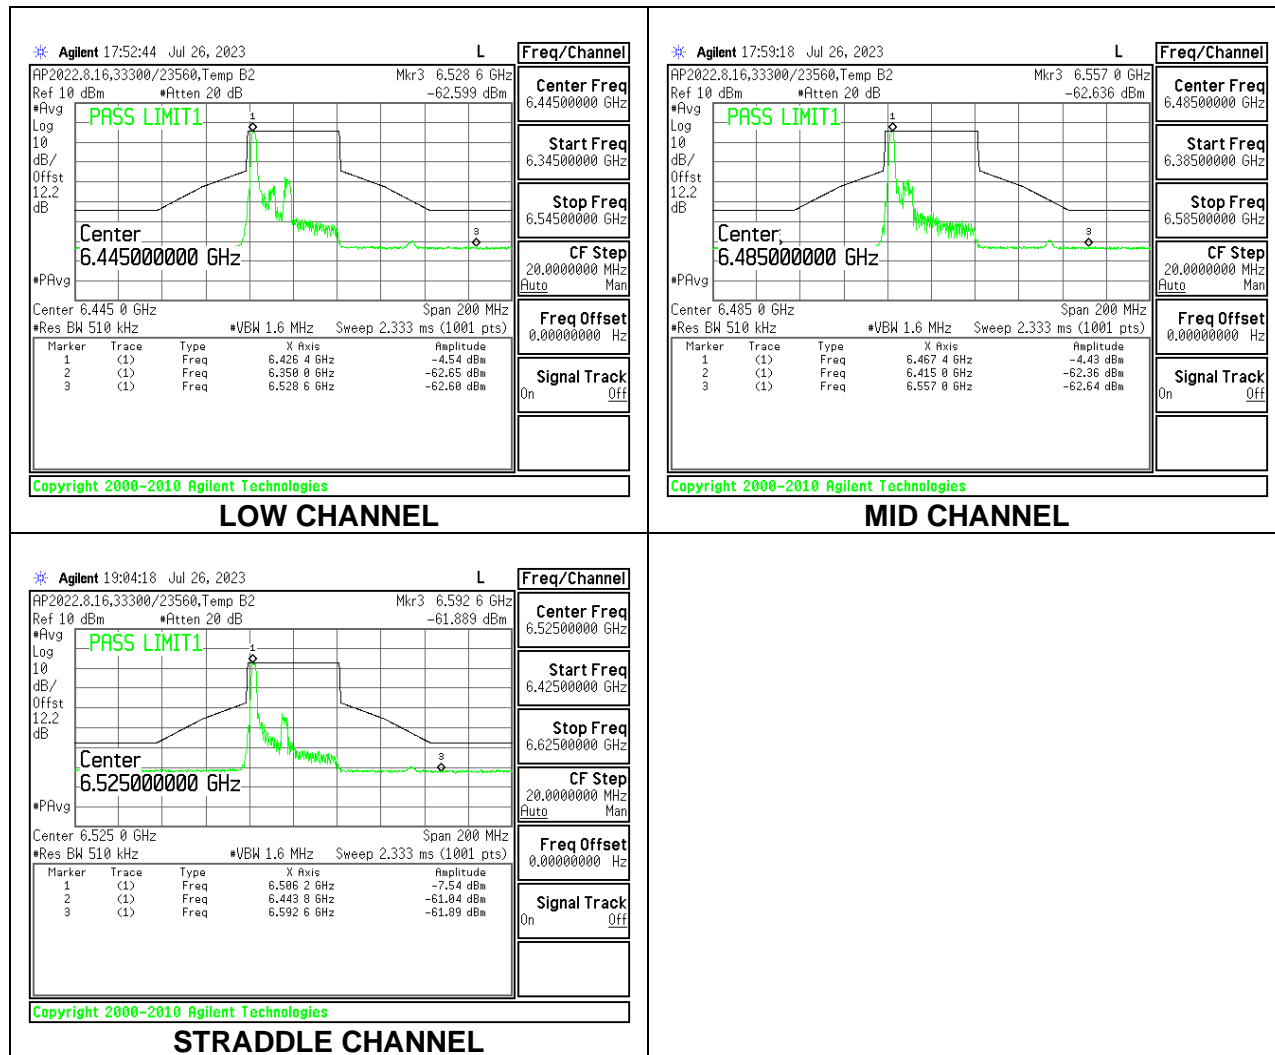 Agilent 17:52:44 Jul 26, 2023 L Freq/Channel
AP2022.8.16,33300/23560,Temp B2 Mkr3 6.528 6 GHz
Ref 10 dBm #Atten 20 dB -62.599 dBm
#Avg
Log
10
dB/
Offst
12.2
dB
#PAvg
PASS LIMIT1
1
3
Center
6.445000000 GHz
Center 6.445 0 GHz Span 200 MHz
#Res BW 510 kHz #VBW 1.6 MHz Sweep 2.333 ms (1001 pts)
Marker Trace Type X Axis Amplitude
1 (1) Freq 6.426 4 GHz -4.54 dBm
2 (1) Freq 6.350 0 GHz -62.65 dBm
3 (1) Freq 6.528 6 GHz -62.60 dBm
Center Freq
6.44500000 GHz
Start Freq
6.34500000 GHz
Stop Freq
6.54500000 GHz
CF Step
20.0000000 MHz
Auto Man
Freq Offset
0.00000000 Hz
Signal Track
On Off
Copyright 2000-2010 Agilent Technologies
LOW CHANNEL
Agilent 17:59:18 Jul 26, 2023 L Freq/Channel
AP2022.8.16,33300/23560,Temp B2 Mkr3 6.557 0 GHz
Ref 10 dBm #Atten 20 dB -62.636 dBm
#Avg
Log
10
dB/
Offst
12.2
dB
#PAvg
PASS LIMIT1
1
3
Center
6.485000000 GHz
Center 6.485 0 GHz Span 200 MHz
#Res BW 510 kHz #VBW 1.6 MHz Sweep 2.333 ms (1001 pts)
Marker Trace Type X Axis Amplitude
1 (1) Freq 6.467 4 GHz -4.43 dBm
2 (1) Freq 6.415 0 GHz -62.36 dBm
3 (1) Freq 6.557 0 GHz -62.64 dBm
Center Freq
6.48500000 GHz
Start Freq
6.38500000 GHz
Stop Freq
6.58500000 GHz
CF Step
20.0000000 MHz
Auto Man
Freq Offset
0.00000000 Hz
Signal Track
On Off
Copyright 2000-2010 Agilent Technologies
MID CHANNEL
Agilent 19:04:18 Jul 26, 2023 L Freq/Channel
AP2022.8.16,33300/23560,Temp B2 Mkr3 6.592 6 GHz
Ref 10 dBm #Atten 20 dB -61.889 dBm
#Avg
Log
10
dB/
Offst
12.2
dB
#PAvg
PASS LIMIT1
1
3
Center
6.525000000 GHz
Center 6.525 0 GHz Span 200 MHz
#Res BW 510 kHz #VBW 1.6 MHz Sweep 2.333 ms (1001 pts)
Marker Trace Type X Axis Amplitude
1 (1) Freq 6.506 2 GHz -7.54 dBm
2 (1) Freq 6.443 8 GHz -61.04 dBm
3 (1) Freq 6.592 6 GHz -61.89 dBm
Center Freq
6.52500000 GHz
Start Freq
6.42500000 GHz
Stop Freq
6.62500000 GHz
CF Step
20.0000000 MHz
Auto Man
Freq Offset
0.00000000 Hz
Signal Track
On Off
Copyright 2000-2010 Agilent Technologies
STRADDLE CHANNEL